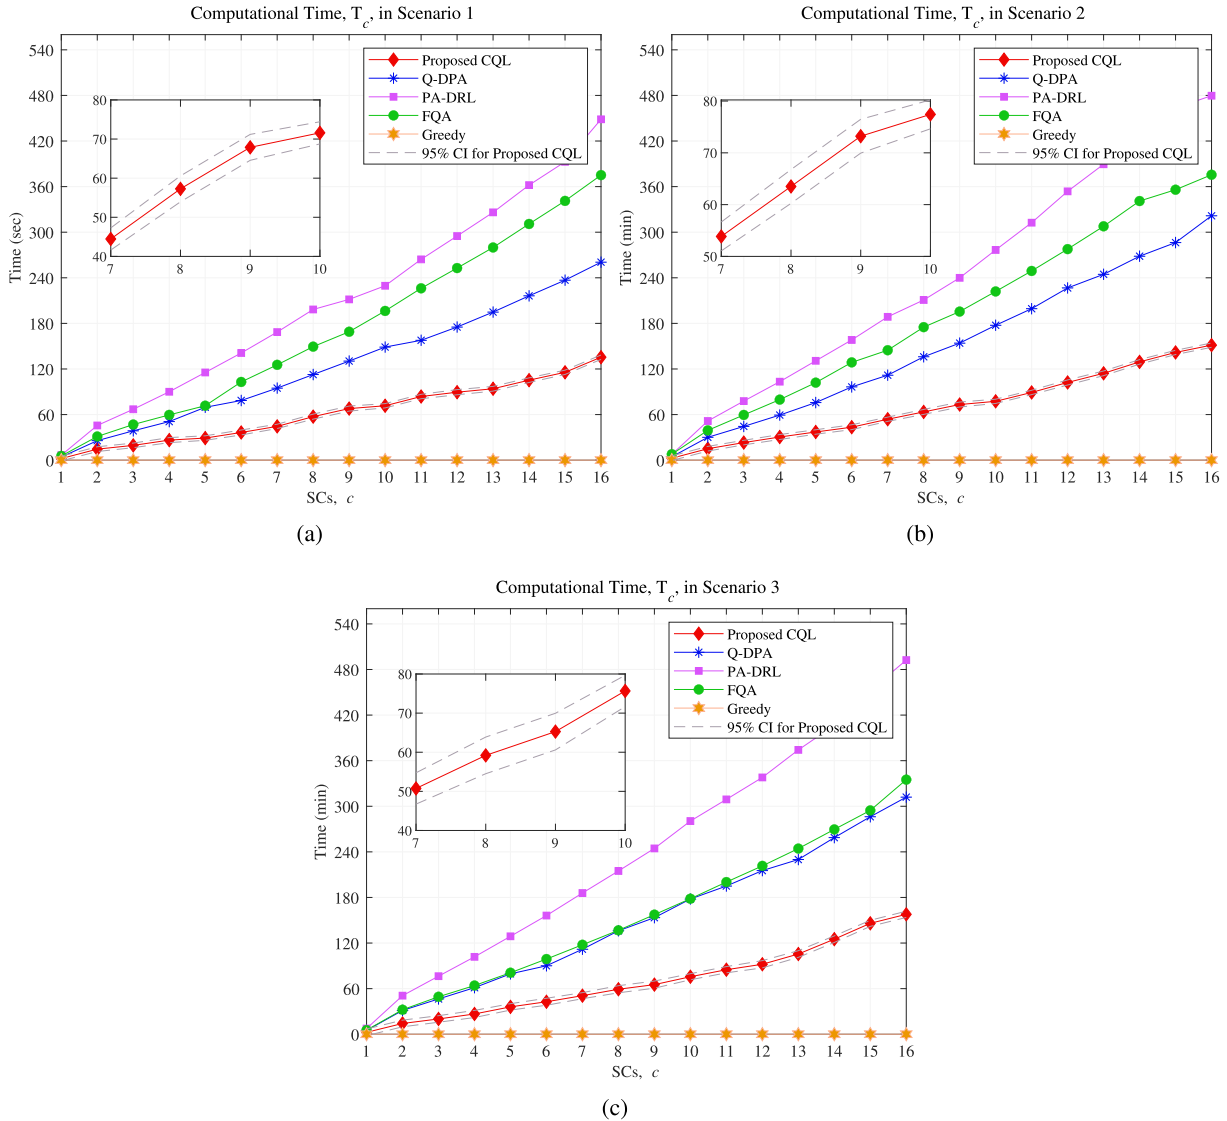 Computational Time, Tc, in Scenario 1
540
480
420
360
300
240
180
120
60
0
Time (sec)
1 2 3 4 5 6 7 8 9 10 11 12 13 14 15 16
SCs, c
Proposed CQL
Q-DPA
PA-DRL
FQA
Greedy
95% CI for Proposed CQL
80
70
60
50
40
7 8 9 10
(a)
Computational Time, Tc, in Scenario 2
540
480
420
360
300
240
180
120
60
0
Time (min)
1 2 3 4 5 6 7 8 9 10 11 12 13 14 15 16
SCs, c
Proposed CQL
Q-DPA
PA-DRL
FQA
Greedy
95% CI for Proposed CQL
80
70
60
50
7 8 9 10
(b)
Computational Time, Tc, in Scenario 3
540
480
420
360
300
240
180
120
60
0
Time (min)
1 2 3 4 5 6 7 8 9 10 11 12 13 14 15 16
SCs, c
Proposed CQL
Q-DPA
PA-DRL
FQA
Greedy
95% CI for Proposed CQL
80
70
60
50
40
7 8 9 10
(c)